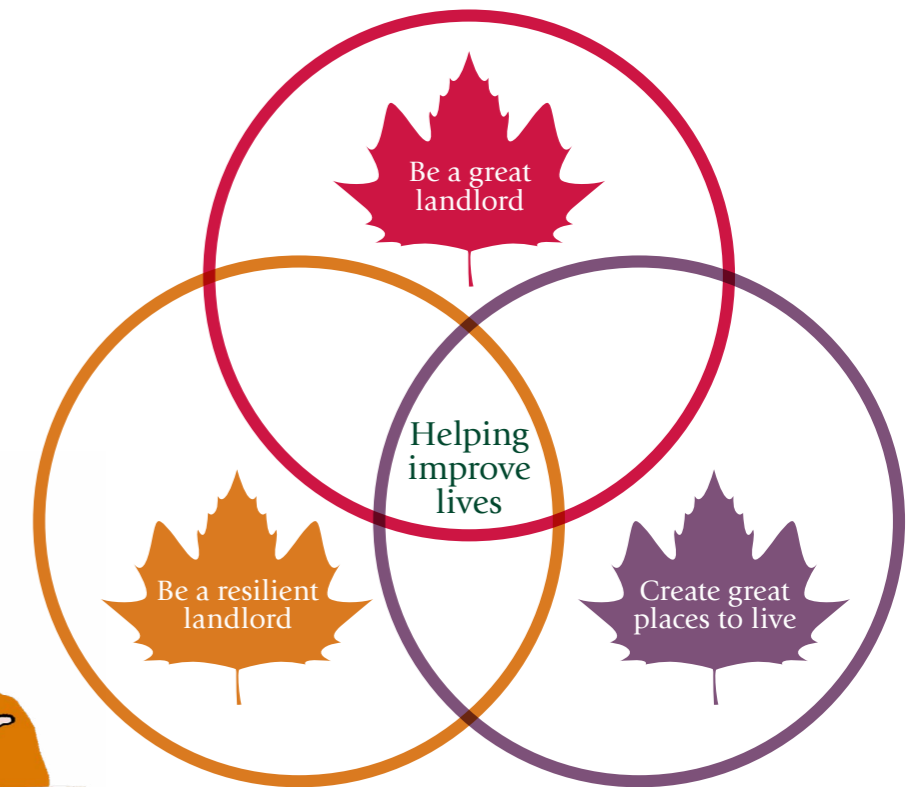 Be a great
landlord
Helping
improve
lives
Be a resilient
landlord
Create great
places to live